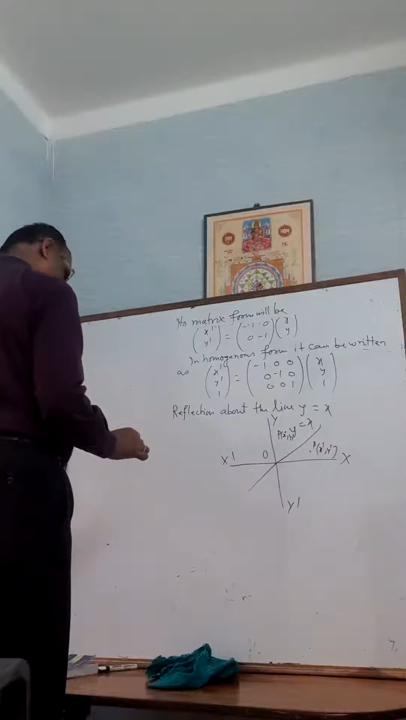 Its matrix form will be
(x' y') = (-1 0 0 -1) (x y)
In homogenous form it can be written
as (x' y' 1) = (-1 0 0 0 -1 0 0 0 1) (x y 1)
Reflection about the line y = x
Y
y = x
P(x,y)
P'(x',y')
X' 0 X
Y'